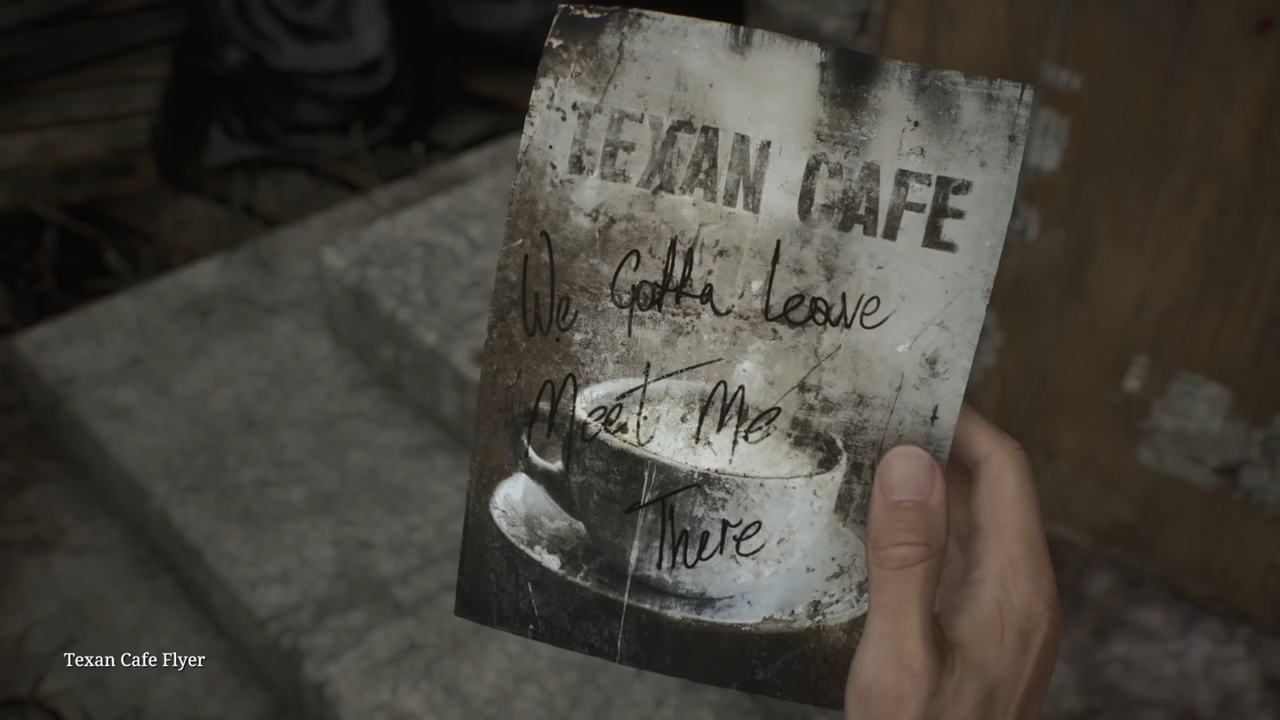 TEXAN CAFE
We Gotta Leave
Meet Me
There
Texan Cafe Flyer